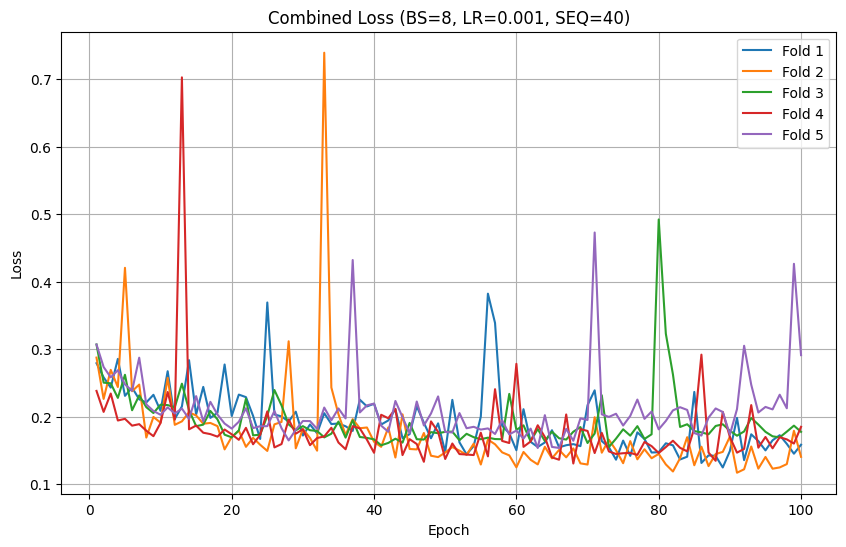 Combined Loss (BS=8, LR=0.001, SEQ=40)
Fold 1
Fold 2
Fold 3
Fold 4
Fold 5
0.7
0.6
0.5
0.4
0.3
0.2
0.1
Loss
0
20
40
60
80
100
Epoch